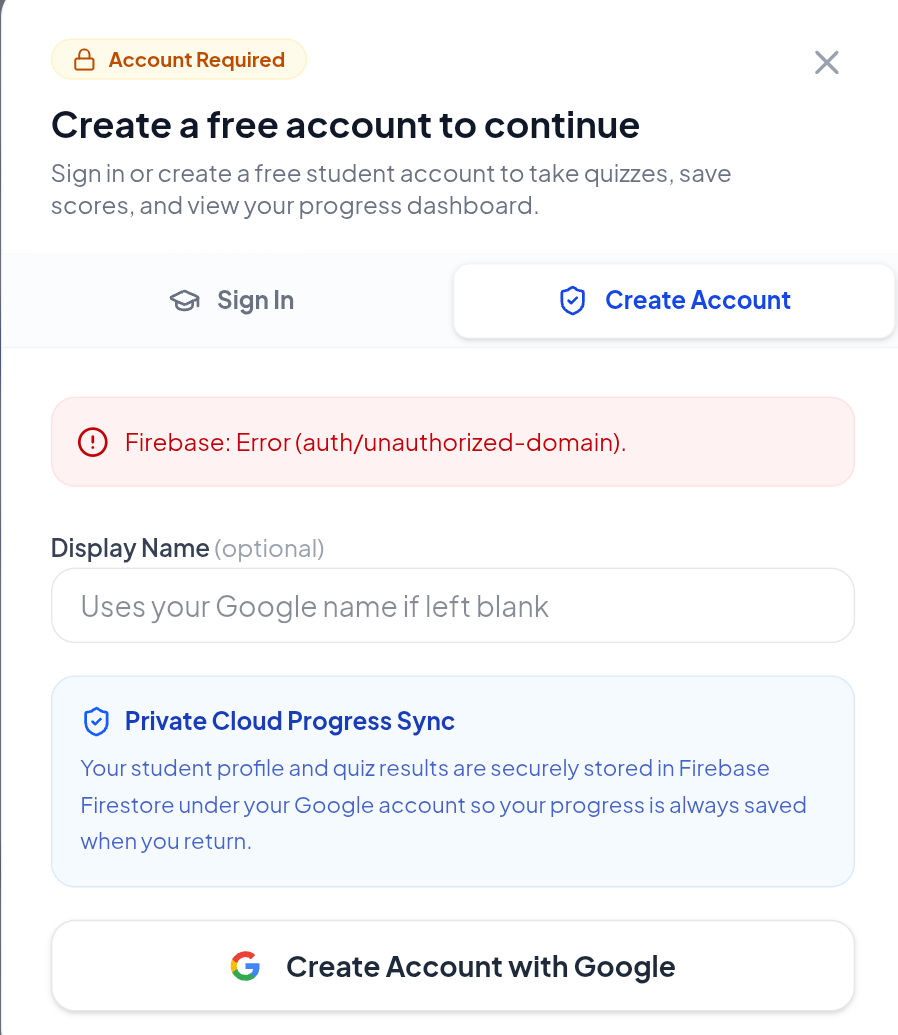 Account Required
Create a free account to continue
Sign in or create a free student account to take quizzes, save
scores, and view your progress dashboard.
Sign In
Create Account
Firebase: Error (auth/unauthorized-domain).
Display Name (optional)
Uses your Google name if left blank
Private Cloud Progress Sync
Your student profile and quiz results are securely stored in Firebase
Firestore under your Google account so your progress is always saved
when you return.
Create Account with Google